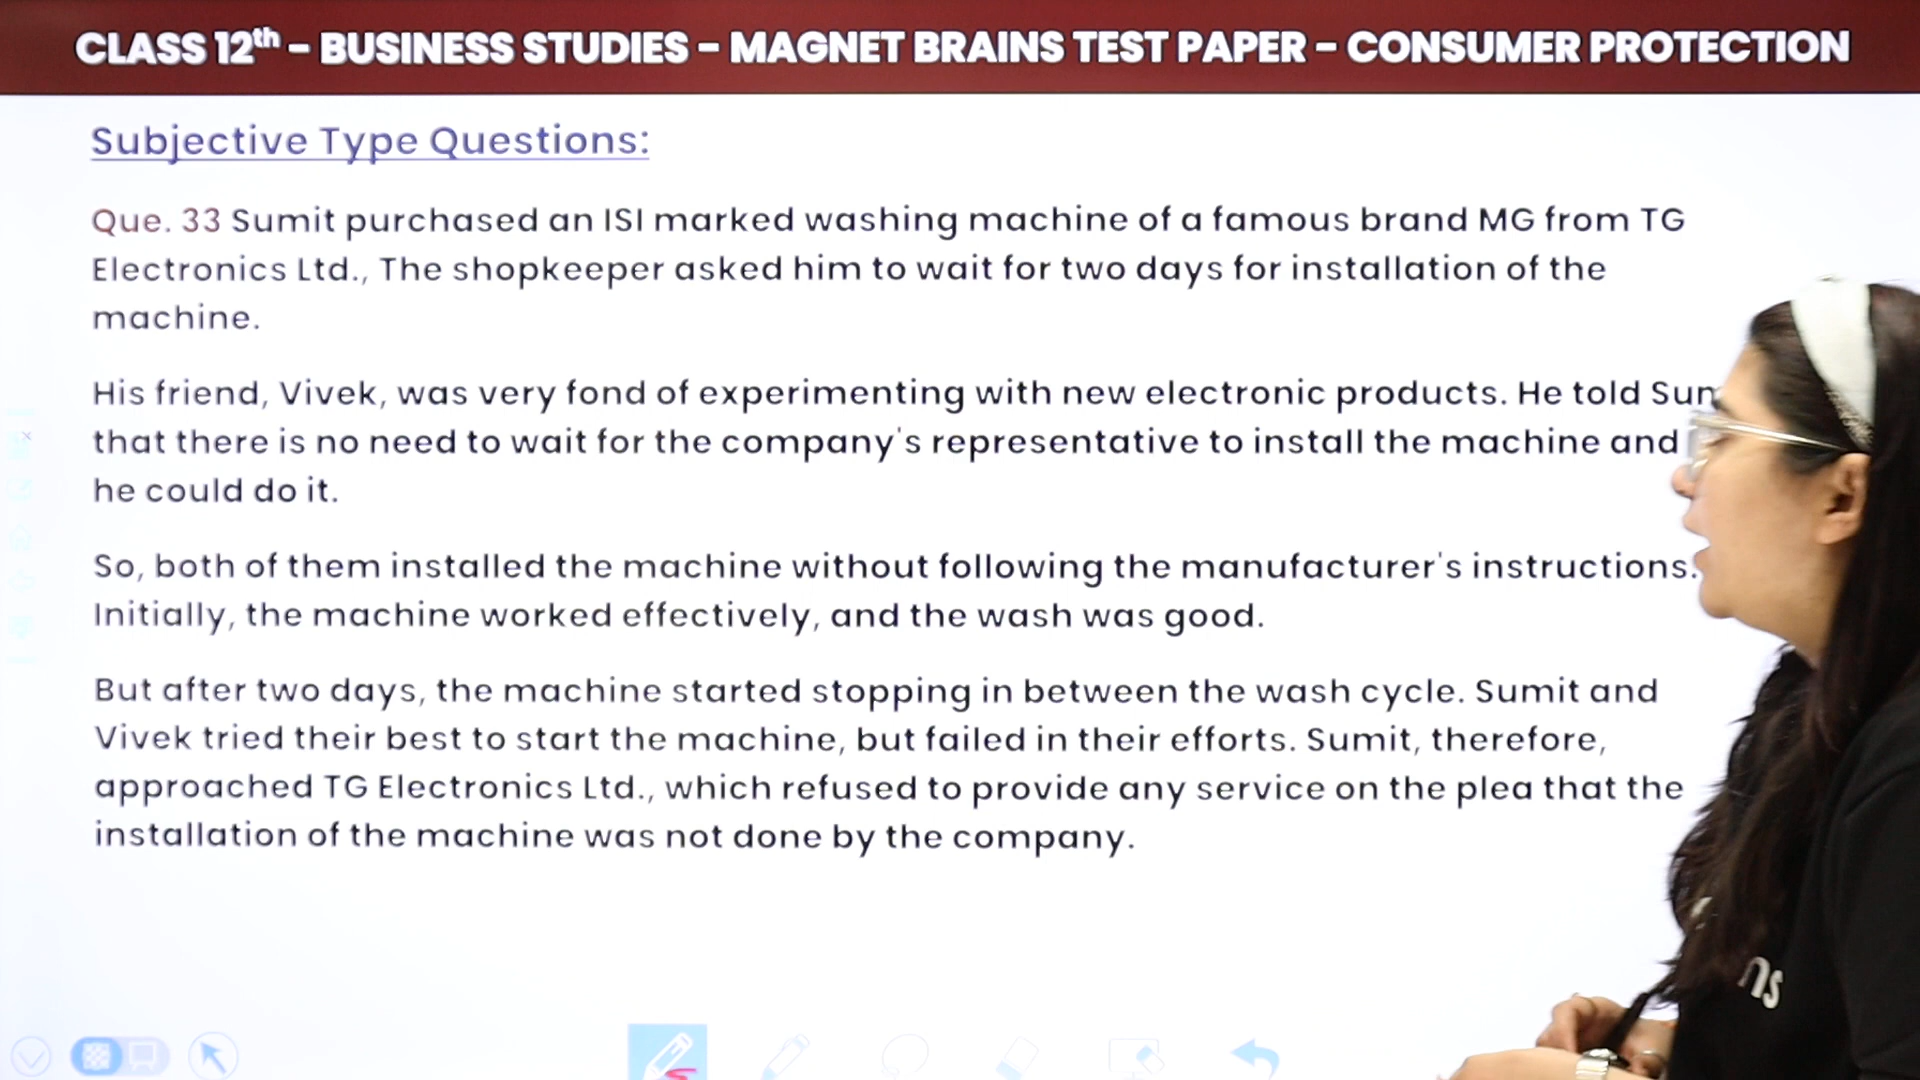 CLASS 12th - BUSINESS STUDIES - MAGNET BRAINS TEST PAPER - CONSUMER PROTECTION
Subjective Type Questions:
Que. 33 Sumit purchased an ISI marked washing machine of a famous brand MG from TG
Electronics Ltd., The shopkeeper asked him to wait for two days for installation of the
machine.
His friend, Vivek, was very fond of experimenting with new electronic products. He told
that there is no need to wait for the company's representative to install the machine and
he could do it.
So, both of them installed the machine without following the manufacturer's instructions.
Initially, the machine worked effectively, and the wash was good.
But after two days, the machine started stopping in between the wash cycle. Sumit and
Vivek tried their best to start the machine, but failed in their efforts. Sumit, therefore,
approached TG Electronics Ltd., which refused to provide any service on the plea that the
installation of the machine was not done by the company.